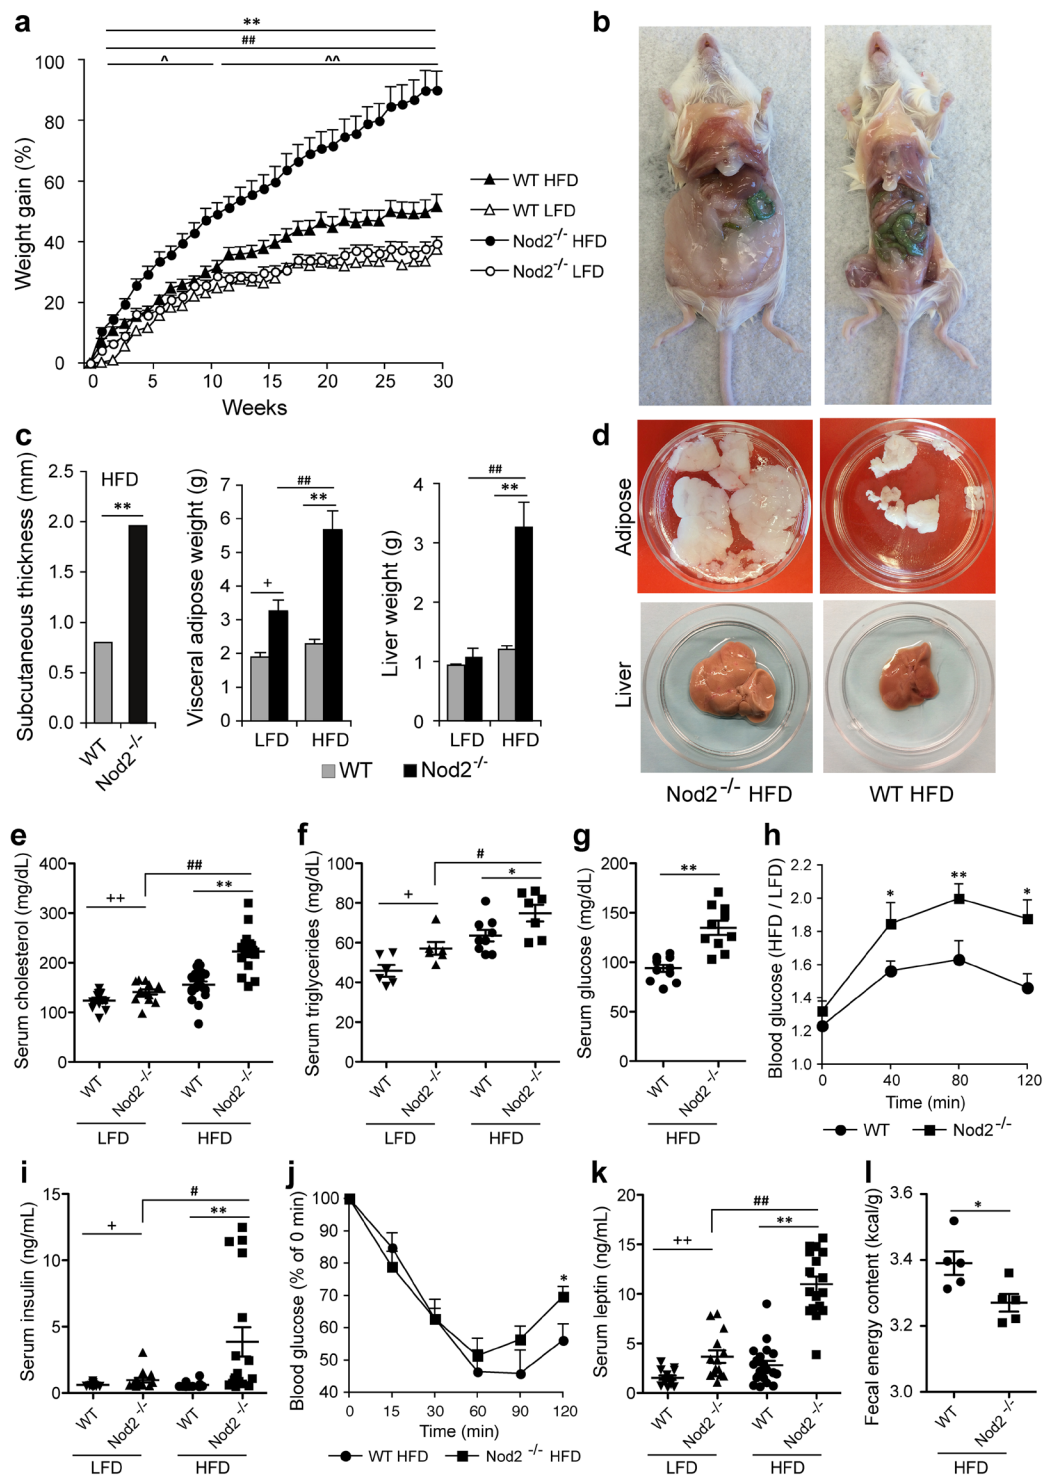 a
**
##
^
^^
100
80
60
40
20
0
Weight gain (%)
0 5 10 15 20 25 30
Weeks
WT HFD
WT LFD
Nod2-/- HFD
Nod2-/- LFD
b
c
Subcutaneous thickness (mm)
2.5
2.0
1.5
1.0
0.5
0.0
HFD
**
WT
Nod2-/-
Visceral adipose weight (g)
7
6
5
4
3
2
1
0
##
**
+
LFD HFD
Liver weight (g)
4
3
2
1
0
##
**
LFD HFD
WT Nod2-/-
d
Adipose
Liver
Nod2-/- HFD WT HFD
e
Serum cholesterol (mg/dL)
400
300
200
100
0
##
++
**
WT Nod2-/- WT Nod2-/-
LFD HFD
f
Serum triglycerides (mg/dL)
100
80
60
40
20
0
#
+
*
WT Nod2-/- WT Nod2-/-
LFD HFD
g
Serum glucose (mg/dL)
200
150
100
50
0
**
WT Nod2-/-
HFD
h
Blood glucose (HFD / LFD)
2.2
2.0
1.8
1.6
1.4
1.2
1.0
* ** *
0 40 80 120
Time (min)
WT Nod2-/-
i
Serum insulin (ng/mL)
15
10
5
0
#
+
**
WT Nod2-/- WT Nod2-/-
LFD HFD
j
Blood glucose (% of 0 min)
100
90
80
70
60
50
40
*
0 15 30 60 90 120
Time (min)
WT HFD Nod2-/- HFD
k
Serum leptin (ng/mL)
20
15
10
5
0
##
++
**
WT Nod2-/- WT Nod2-/-
LFD HFD
l
Fecal energy content (kcal/g)
3.6
3.4
3.2
3.0
*
WT Nod2-/-
HFD